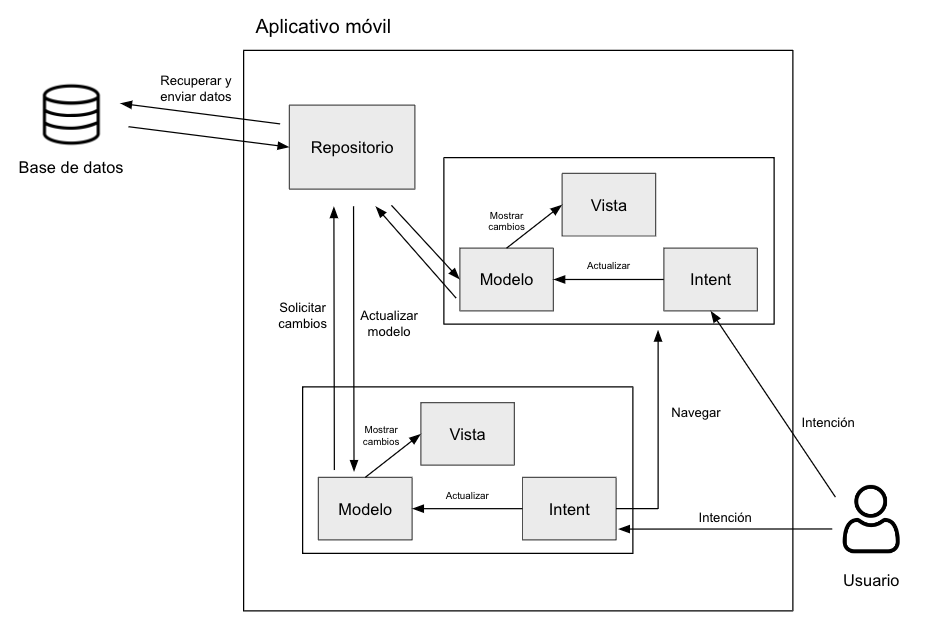 Aplicativo móvil
Recuperar y
enviar datos
Base de datos
Repositorio
Vista
Mostrar
cambios
Modelo
Actualizar
Intent
Solicitar
cambios
Actualizar
modelo
Navegar
Vista
Mostrar
cambios
Modelo
Actualizar
Intent
Intención
Intención
Usuario